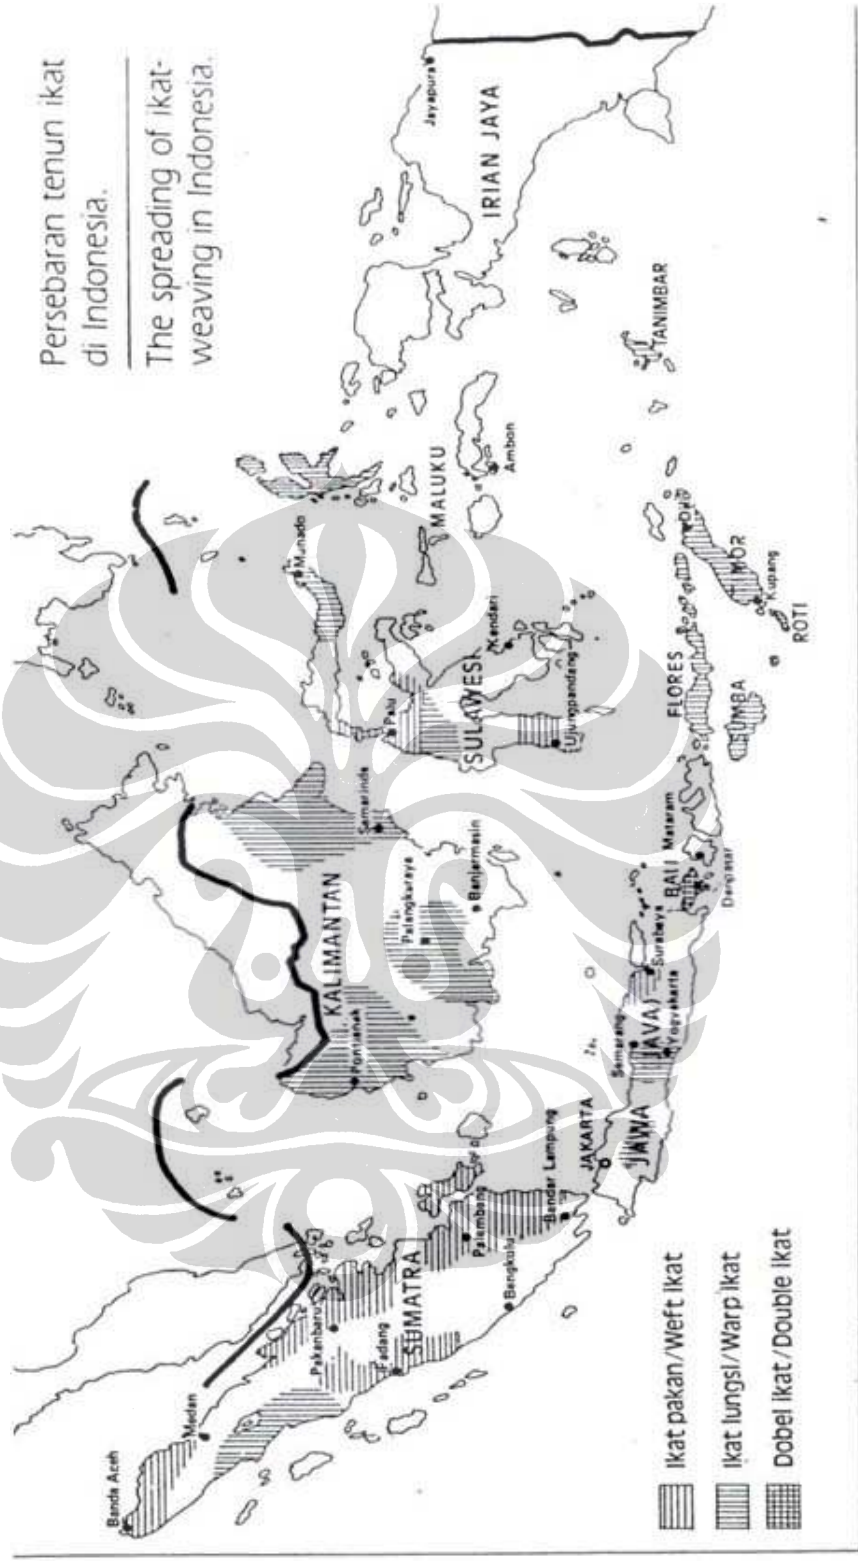 Persebaran tenun ikat
di Indonesia.
The spreading of ikat-
weaving in Indonesia.
Banda Aceh
Medan
Pakanbaru
Padang
SUMATRA
Bengkulu
Palembang
Bandar Lampung
JAKARTA
JAWA
(JAVA)
Semarang
Yogyakarta
Surabaya
BALI
Denpasar
Mataram
KALIMANTAN
Pontianak
Palangkaraya
Banjarmasin
Samarinda
SULAWESI
Palu
Manado
Kendari
Ujungpandang
FLORES
SUMBA
TIMOR
Kupang
ROTI
MALUKU
Ambon
TANIMBAR
IRIAN JAYA
Jayapura
Ikat pakan/Weft ikat
Ikat lungsi/Warp ikat
Dobel ikat/Double ikat